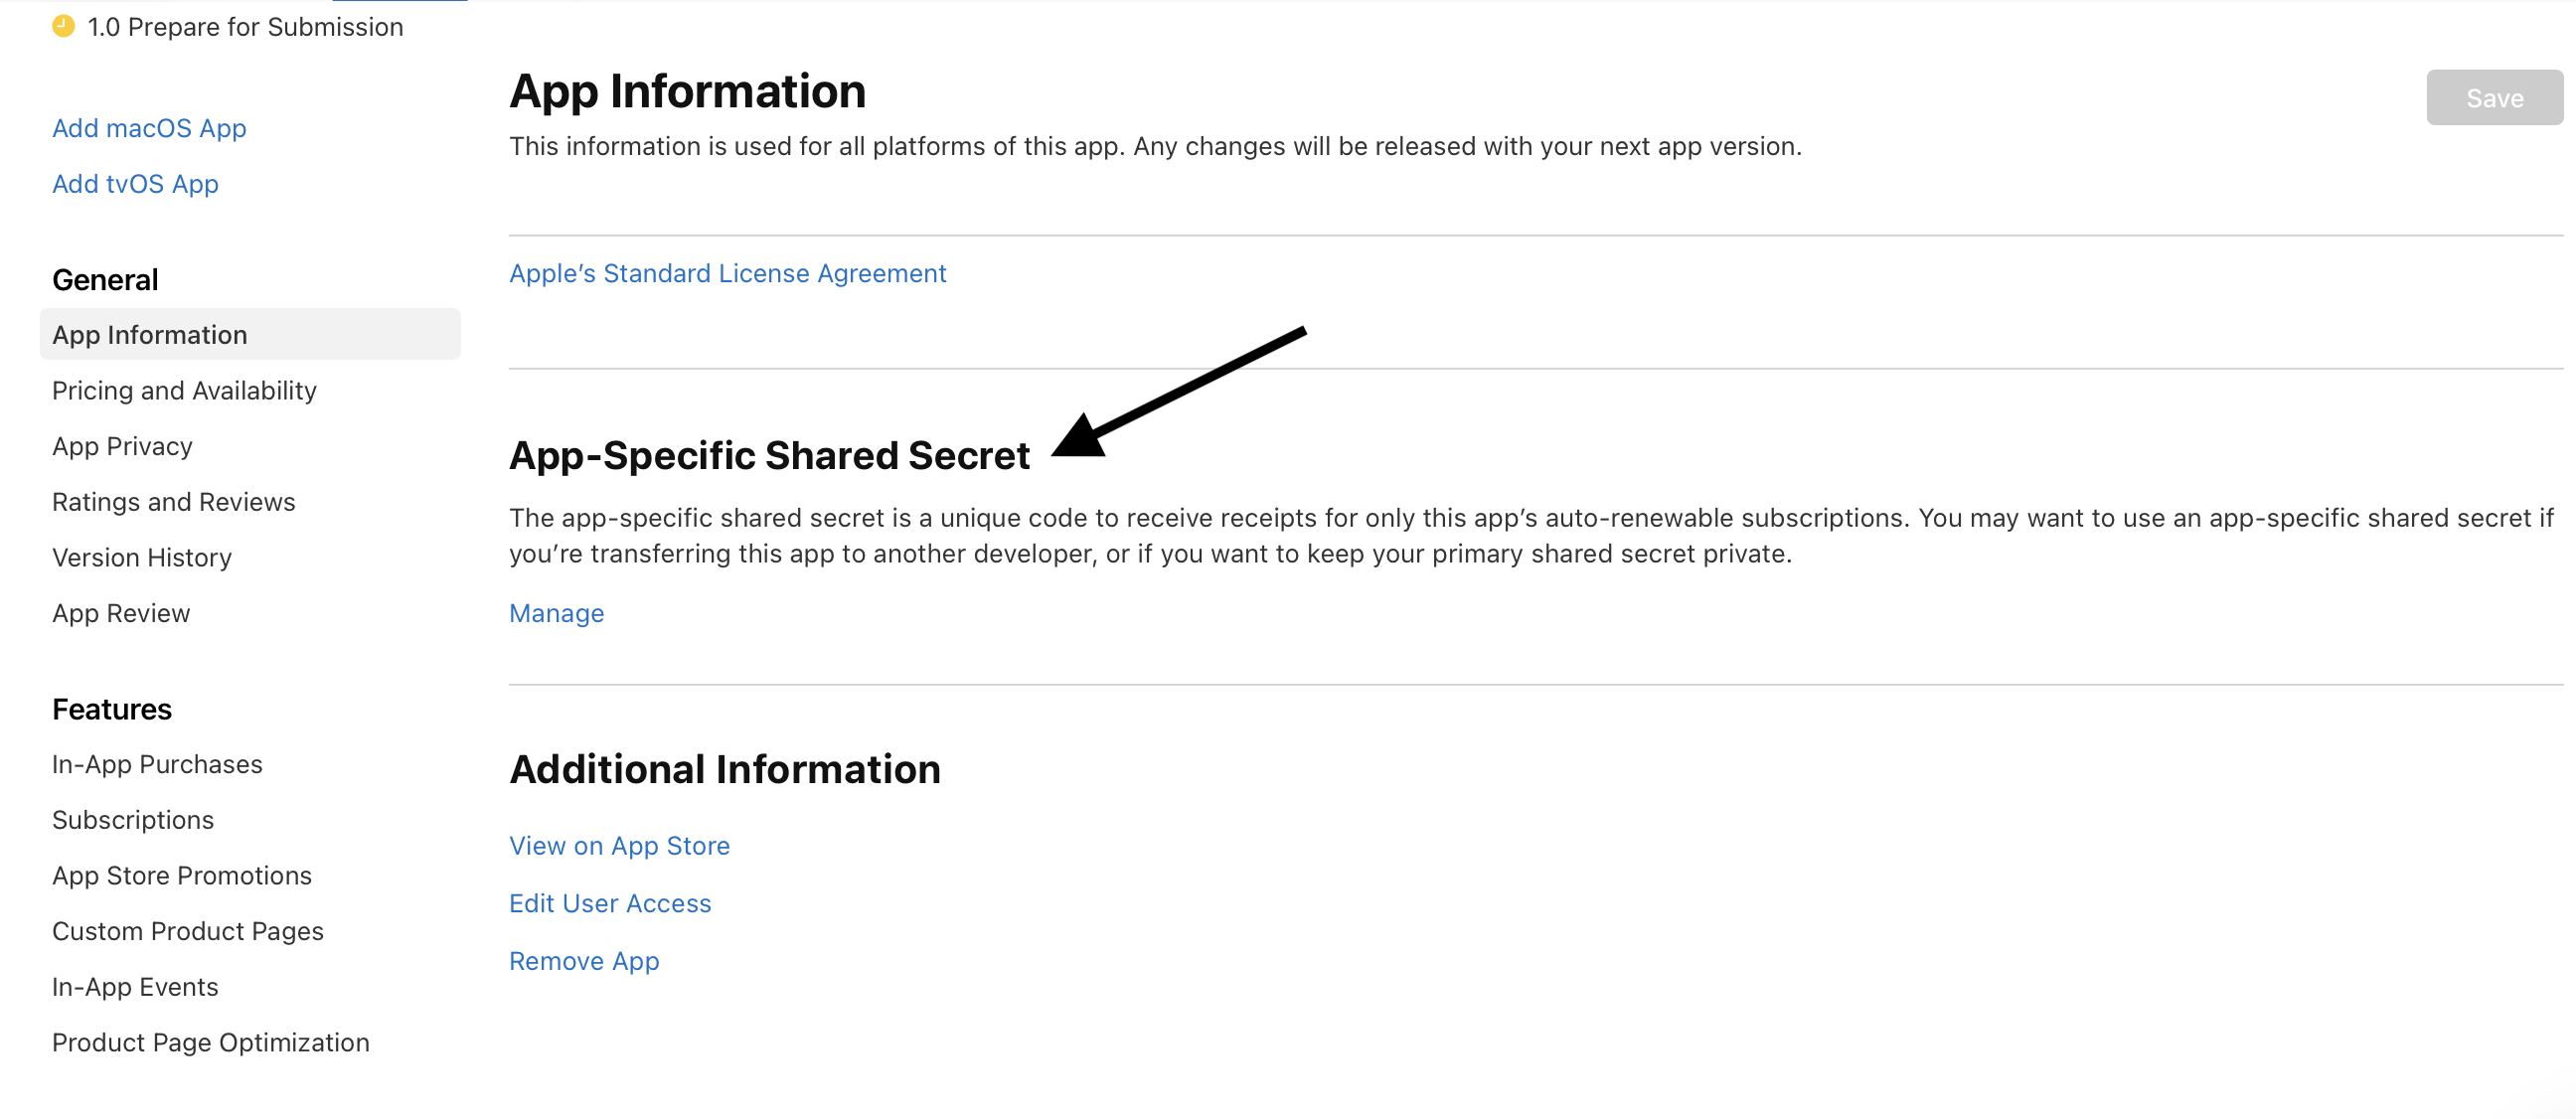 1.0 Prepare for Submission
Add macOS App
Add tvOS App
General
App Information
Pricing and Availability
App Privacy
Ratings and Reviews
Version History
App Review
Features
In-App Purchases
Subscriptions
App Store Promotions
Custom Product Pages
In-App Events
Product Page Optimization
App Information
Save
This information is used for all platforms of this app. Any changes will be released with your next app version.
Apple’s Standard License Agreement
App-Specific Shared Secret
The app-specific shared secret is a unique code to receive receipts for only this app’s auto-renewable subscriptions. You may want to use an app-specific shared secret if
you’re transferring this app to another developer, or if you want to keep your primary shared secret private.
Manage
Additional Information
View on App Store
Edit User Access
Remove App